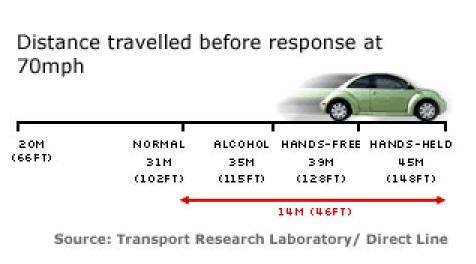 Distance travelled before response at
70mph
20M
(66FT)
NORMAL
31M
(102FT)
ALCOHOL
35M
(115FT)
HANDS-FREE
39M
(128FT)
HANDS-HELD
45M
(148FT)
14M (46FT)
Source: Transport Research Laboratory/ Direct Line